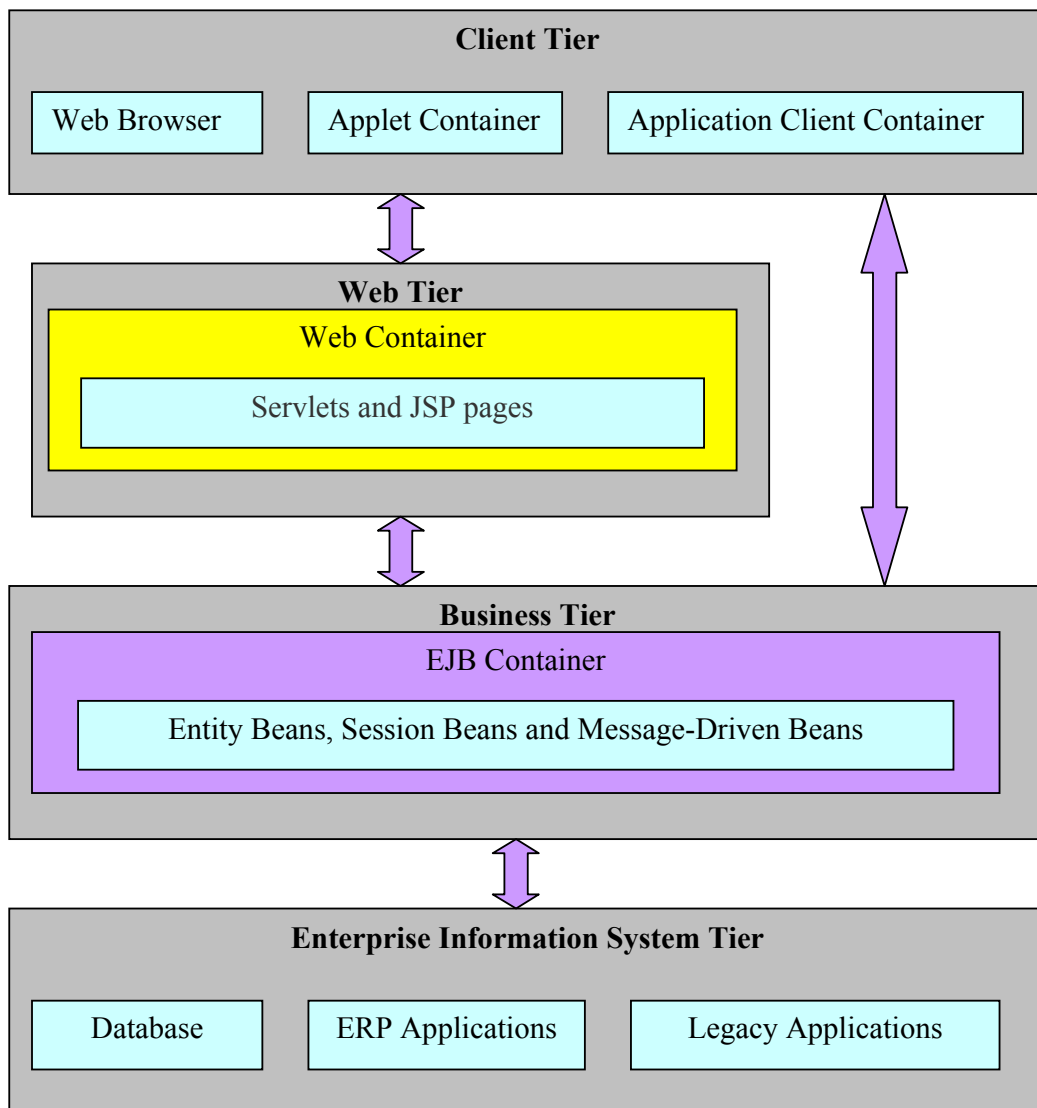 Client Tier
Web Browser
Applet Container
Application Client Container
Web Tier
Web Container
Servlets and JSP pages
Business Tier
EJB Container
Entity Beans, Session Beans and Message-Driven Beans
Enterprise Information System Tier
Database
ERP Applications
Legacy Applications